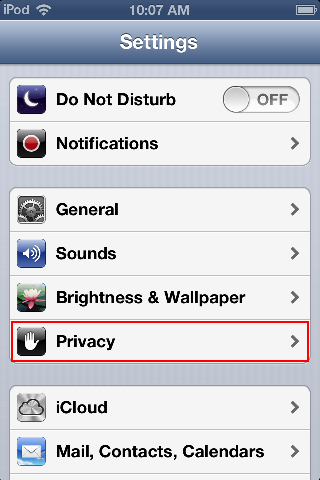 iPod 10:07 AM
Settings
Do Not Disturb OFF
Notifications
General
Sounds
Brightness & Wallpaper
Privacy
iCloud
Mail, Contacts, Calendars